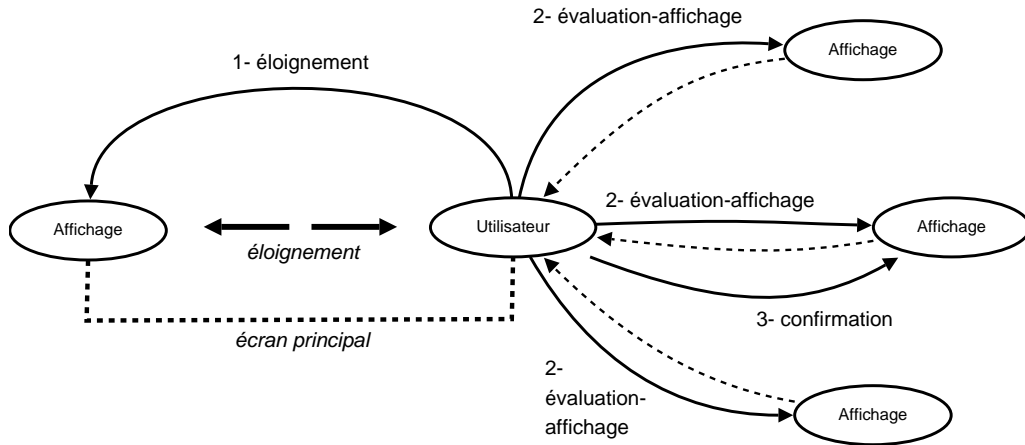 2- évaluation-affichage
Affichage
1- éloignement
Affichage
éloignement
Utilisateur
2- évaluation-affichage
Affichage
écran principal
3- confirmation
2-
évaluation-
affichage
Affichage